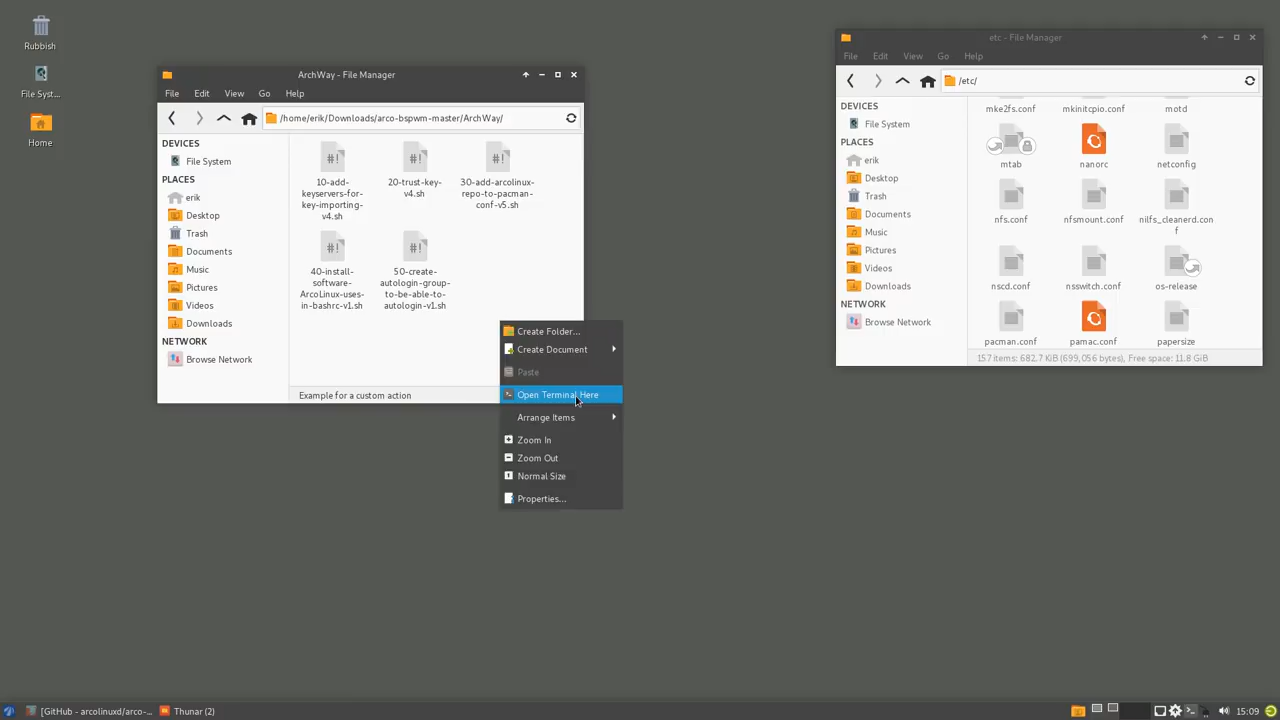 Rubbish
File Syst...
Home
ArchWay - File Manager
File
Edit
View
Go
Help
/home/erik/Downloads/arco-bspwm-master/ArchWay/
DEVICES
File System
PLACES
erik
Desktop
Trash
Documents
Music
Pictures
Videos
Downloads
NETWORK
Browse Network
#!
10-add-
keyservers-for-
key-importing-
v4.sh
#!
20-trust-key-
v4.sh
#!
30-add-arcolinux-
repo-to-pacman-
conf-v5.sh
#!
40-install-
software-
ArcoLinux-uses-
in-bashrc-v1.sh
#!
50-create-
autologin-group-
to-be-able-to-
autologin-v1.sh
Example for a custom action
Create Folder...
Create Document
Paste
Open Terminal Here
Arrange Items
Zoom In
Zoom Out
Normal Size
Properties...
etc - File Manager
File
Edit
View
Go
Help
/etc/
DEVICES
File System
PLACES
erik
Desktop
Trash
Documents
Music
Pictures
Videos
Downloads
NETWORK
Browse Network
mke2fs.conf
mkinitcpio.conf
motd
mtab
nanorc
netconfig
nfs.conf
nfsmount.conf
nilfs_cleanerd.con
f
nscd.conf
nsswitch.conf
os-release
pacman.conf
pamac.conf
papersize
157 items: 682.7 KiB (699,056 bytes), Free space: 11.8 GiB
[GitHub - arcolinuxd/arco-...
Thunar (2)
15:09